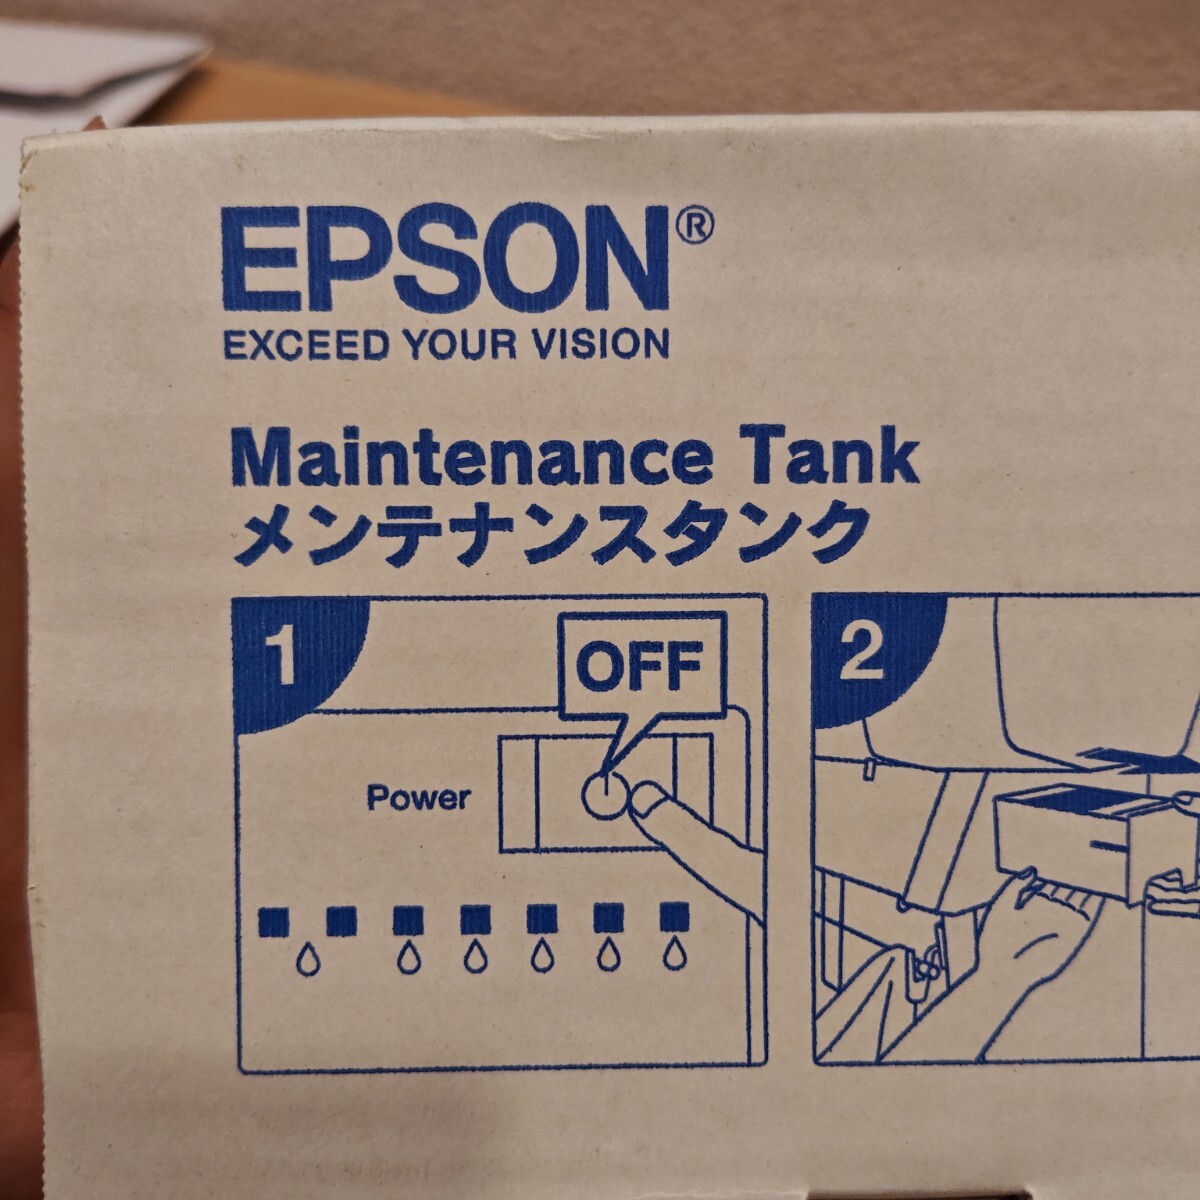 EPSON®
EXCEED YOUR VISION
Maintenance Tank
メンテナンスタンク
1
OFF
Power
2